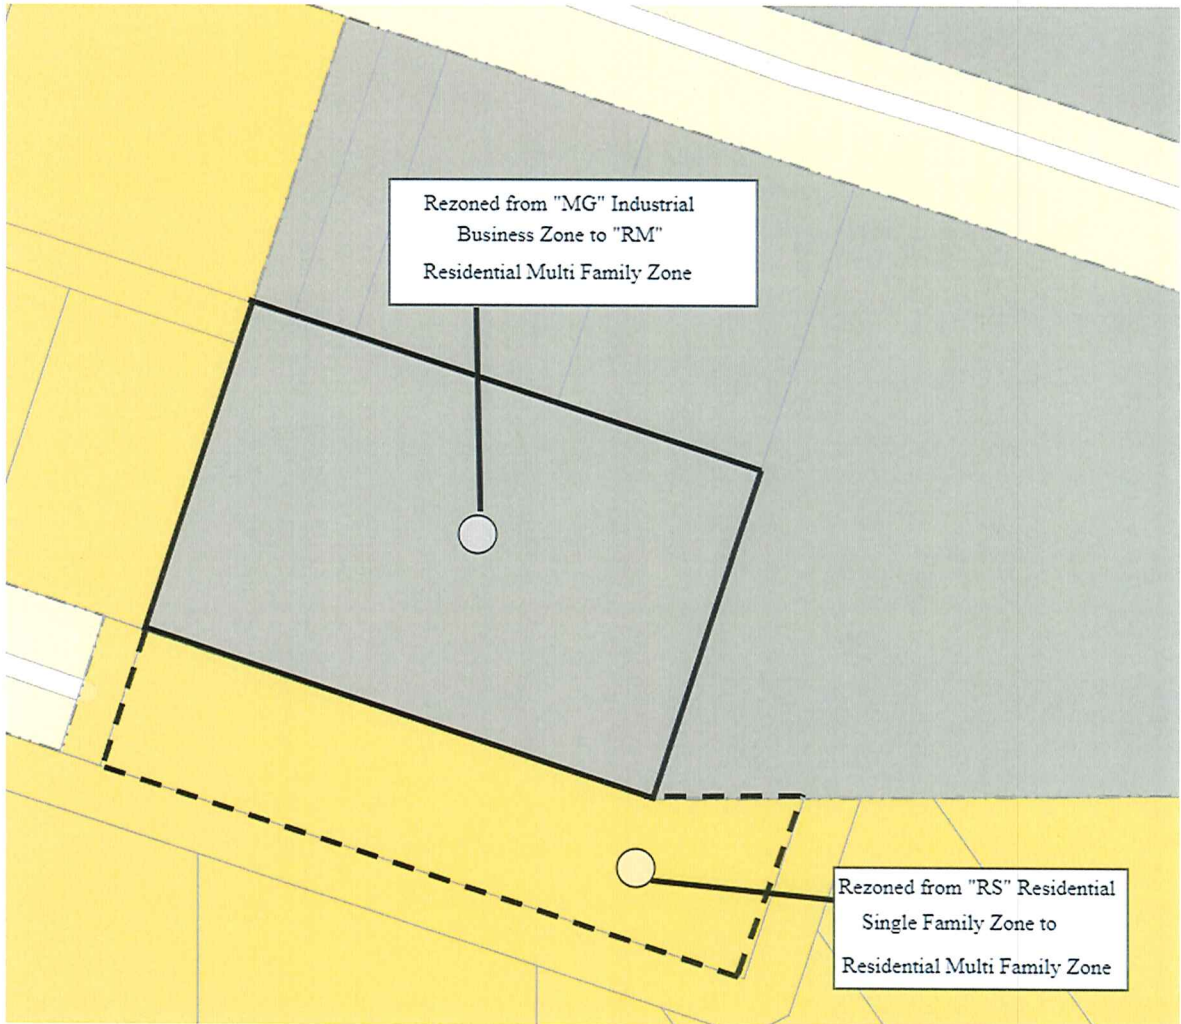 Rezoned from "MG" Industrial
Business Zone to "RM"
Residential Multi Family Zone
Rezoned from "RS" Residential
Single Family Zone to
Residential Multi Family Zone